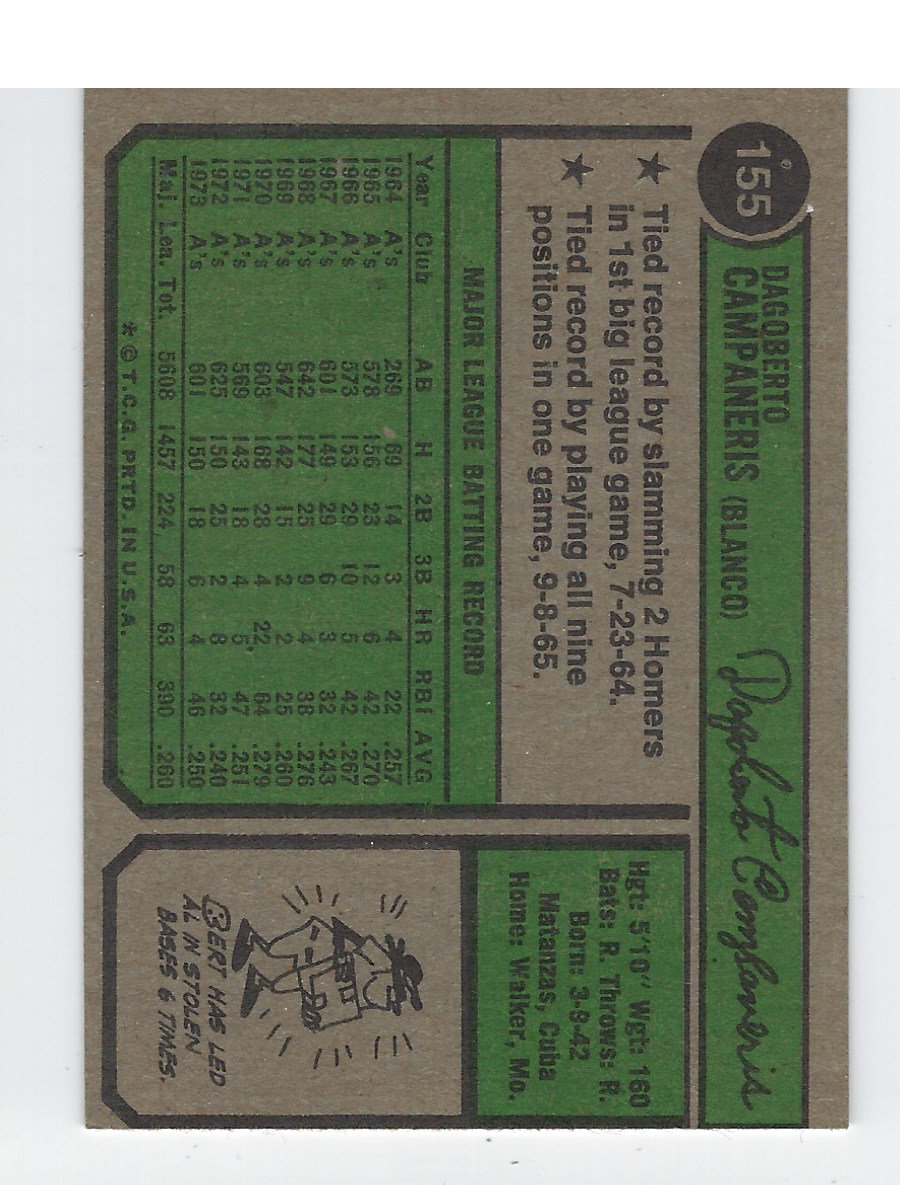 155
DAGOBERTO
CAMPANERIS (BLANCO)
Dagoberto Campaneris
★ Tied record by slamming 2 Homers
in 1st big league game, 7-23-64.
★ Tied record by playing all nine
positions in one game, 9-8-65.
MAJOR LEAGUE BATTING RECORD
Year Club AB H 2B 3B HR RBI AVG
1964 A's 269 69 14 3 4 22 .257
1965 A's 578 156 23 12 6 42 .270
1966 A's 573 153 29 10 5 42 .267
1967 A's 601 149 29 6 3 32 .243
1968 A's 642 177 25 9 4 38 .276
1969 A's 547 142 15 2 2 25 .260
1970 A's 603 168 28 4 22 64 .279
1971 A's 569 143 18 4 5 47 .251
1972 A's 625 150 25 2 8 32 .240
1973 A's 601 150 18 6 4 46 .250
Maj. Lea. Tot. 5608 1457 224 58 63 390 .260
* © T.C.G. PRTD. IN U.S.A.
Hgt: 5'10" Wgt: 160
Bats: R. Throws: R.
Born: 3-9-42
Matanzas, Cuba
Home: Walker, Mo.
BERT HAS LED
AL IN STOLEN
BASES 6 TIMES.